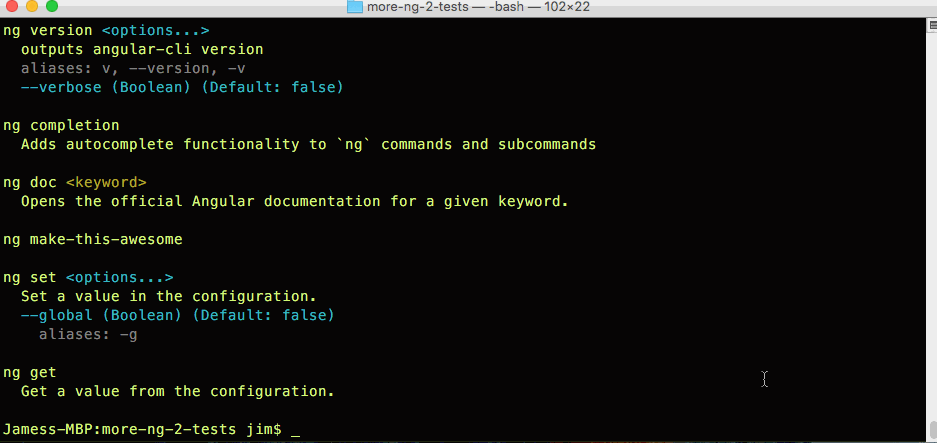 more-ng-2-tests — -bash — 102×22
ng version <options...>
outputs angular-cli version
aliases: v, --version, -v
--verbose (Boolean) (Default: false)
ng completion
Adds autocomplete functionality to `ng` commands and subcommands
ng doc <keyword>
Opens the official Angular documentation for a given keyword.
ng make-this-awesome
ng set <options...>
Set a value in the configuration.
--global (Boolean) (Default: false)
aliases: -g
ng get
Get a value from the configuration.
Jamess-MBP:more-ng-2-tests jim$ _